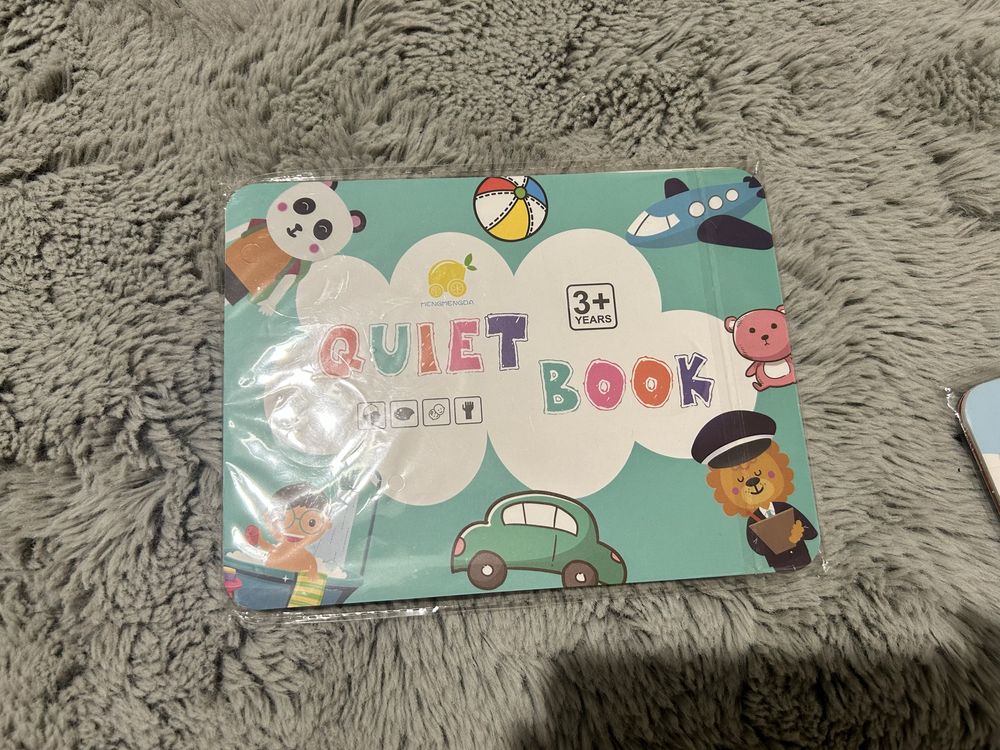 MENGMENGDA
3+
YEARS
QUIET
BOOK